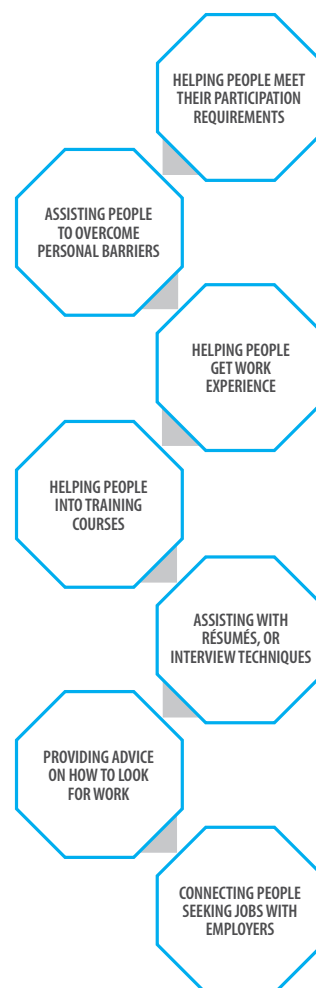 HELPING PEOPLE MEET
THEIR PARTICIPATION
REQUIREMENTS
ASSISTING PEOPLE
TO OVERCOME
PERSONAL BARRIERS
HELPING PEOPLE
GET WORK
EXPERIENCE
HELPING PEOPLE
INTO TRAINING
COURSES
ASSISTING WITH
RÉSUMÉS, OR
INTERVIEW TECHNIQUES
PROVIDING ADVICE
ON HOW TO LOOK
FOR WORK
CONNECTING PEOPLE
SEEKING JOBS WITH
EMPLOYERS